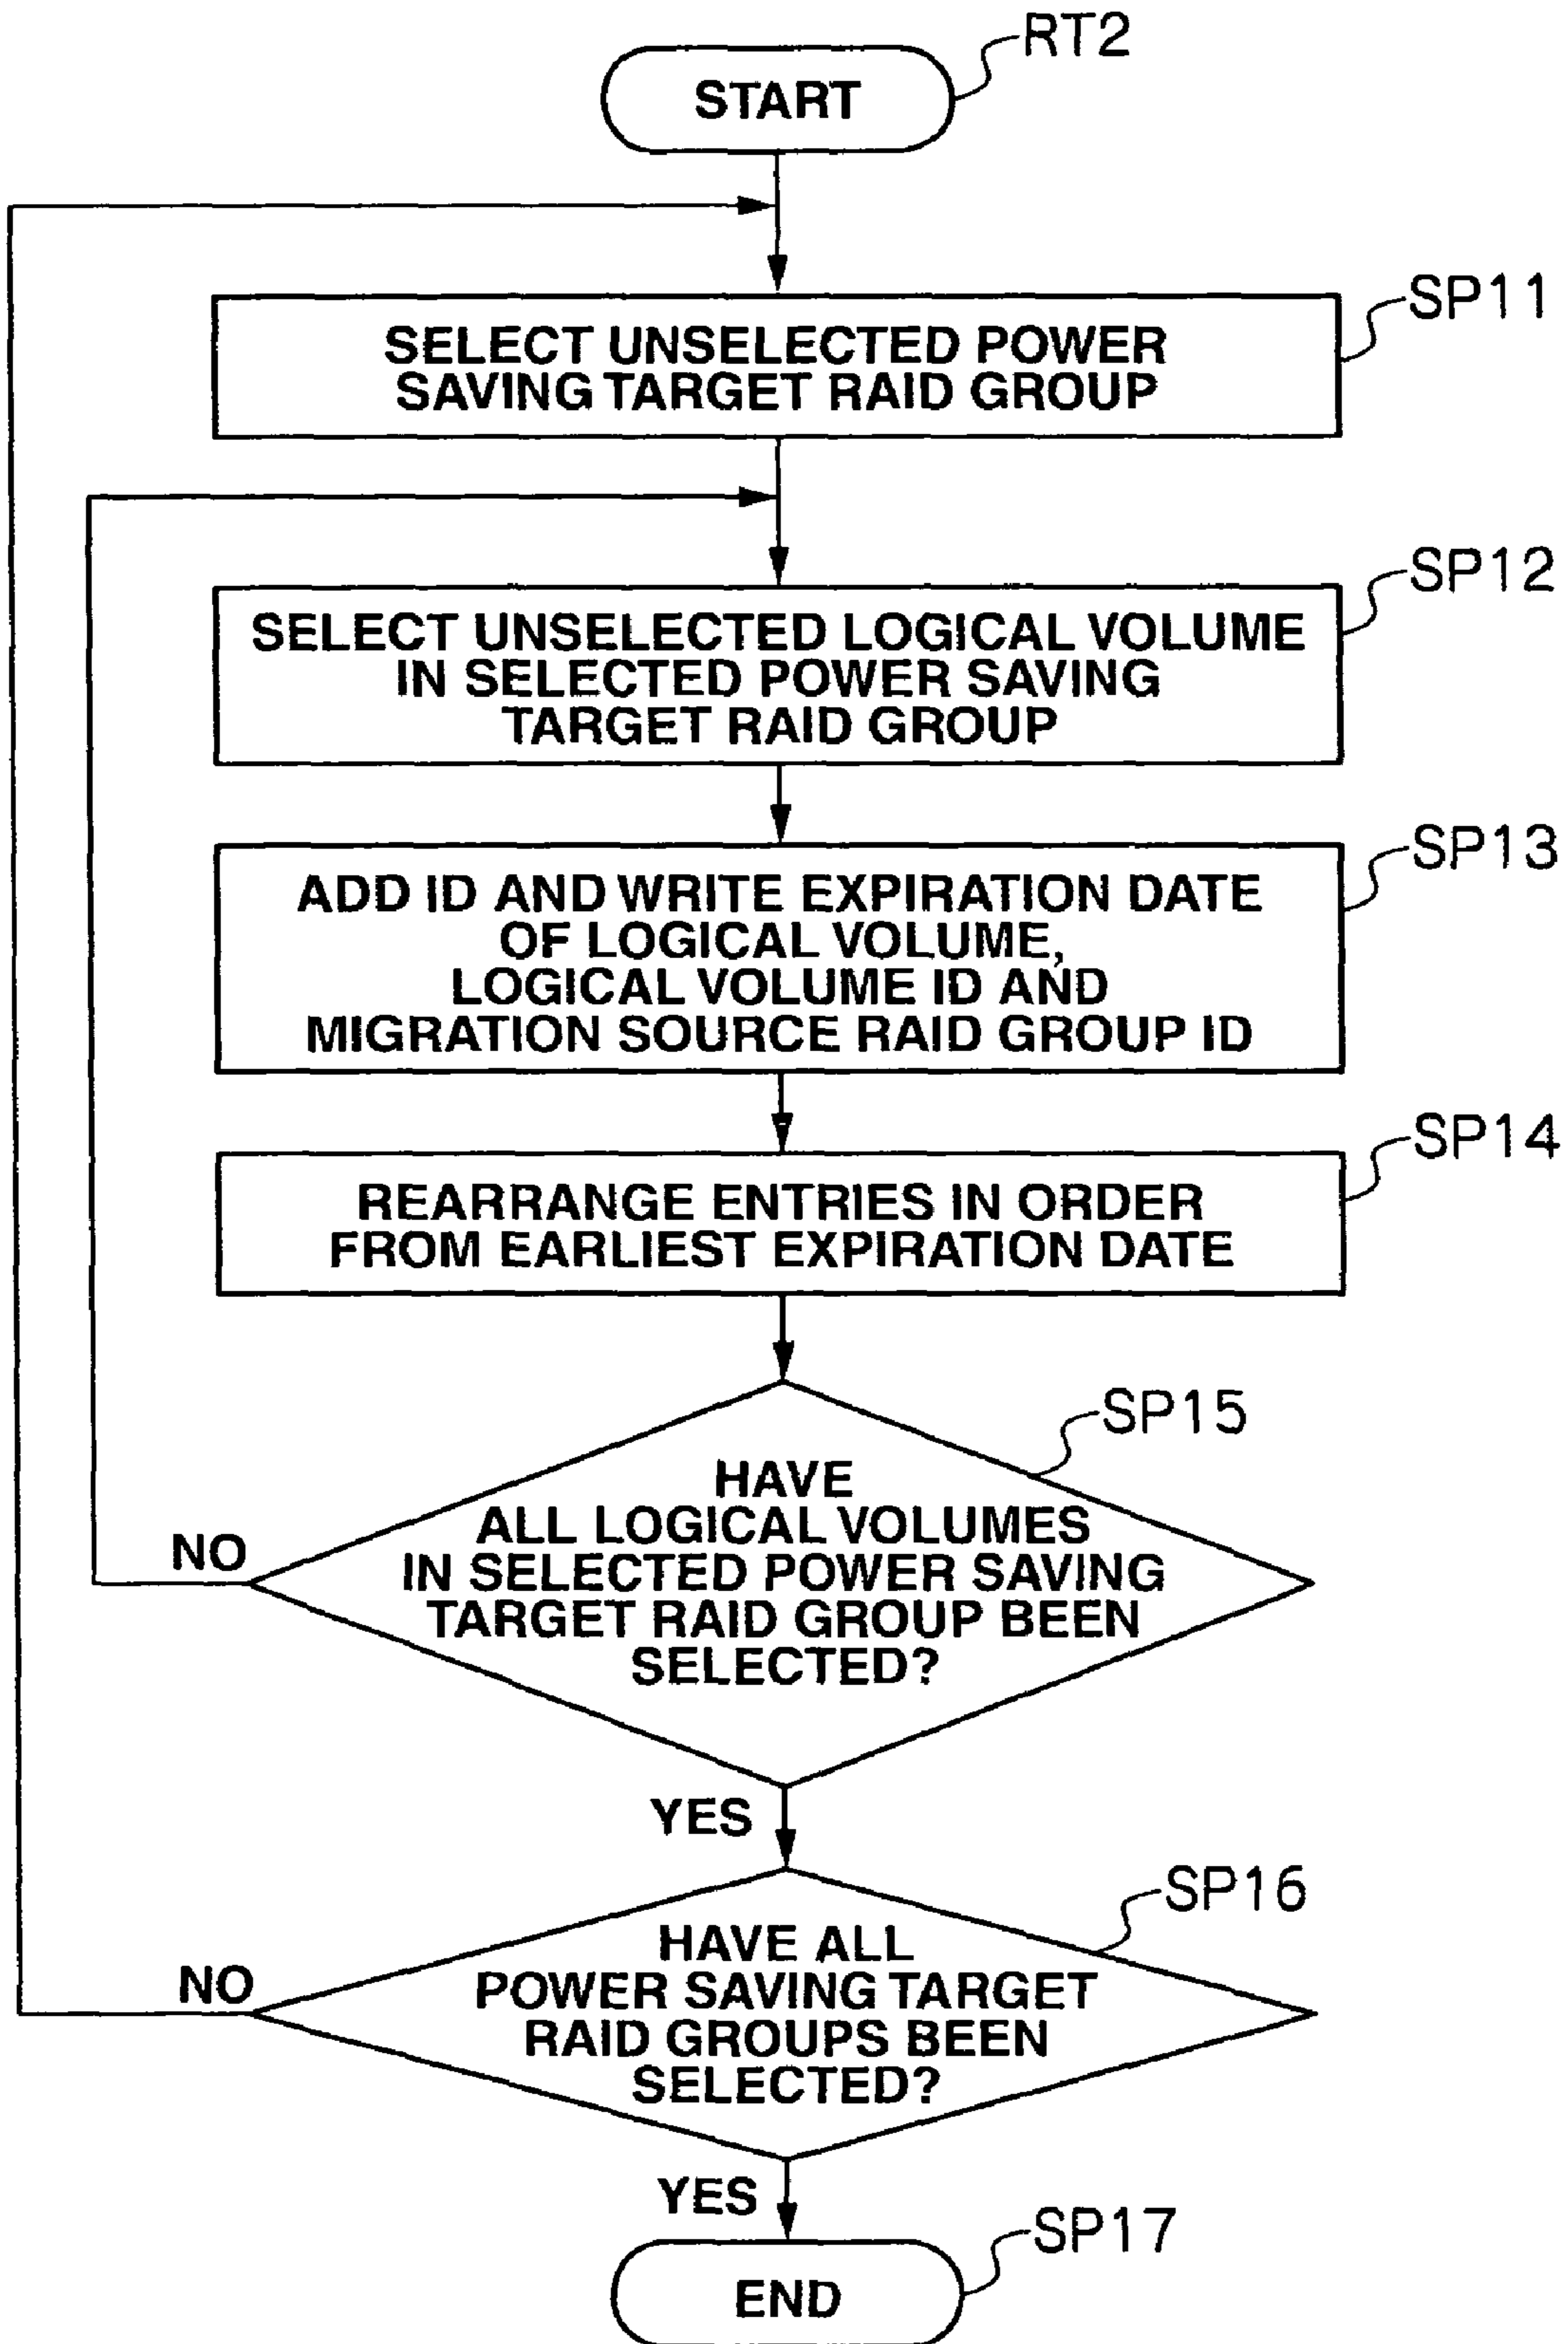 RT2
START
SP11
SELECT UNSELECTED POWER
SAVING TARGET RAID GROUP
SP12
SELECT UNSELECTED LOGICAL VOLUME
IN SELECTED POWER SAVING
TARGET RAID GROUP
SP13
ADD ID AND WRITE EXPIRATION DATE
OF LOGICAL VOLUME,
LOGICAL VOLUME ID AND
MIGRATION SOURCE RAID GROUP ID
SP14
REARRANGE ENTRIES IN ORDER
FROM EARLIEST EXPIRATION DATE
SP15
HAVE
ALL LOGICAL VOLUMES
IN SELECTED POWER SAVING
TARGET RAID GROUP BEEN
SELECTED?
NO
YES
SP16
HAVE ALL
POWER SAVING TARGET
RAID GROUPS BEEN
SELECTED?
NO
YES
SP17
END